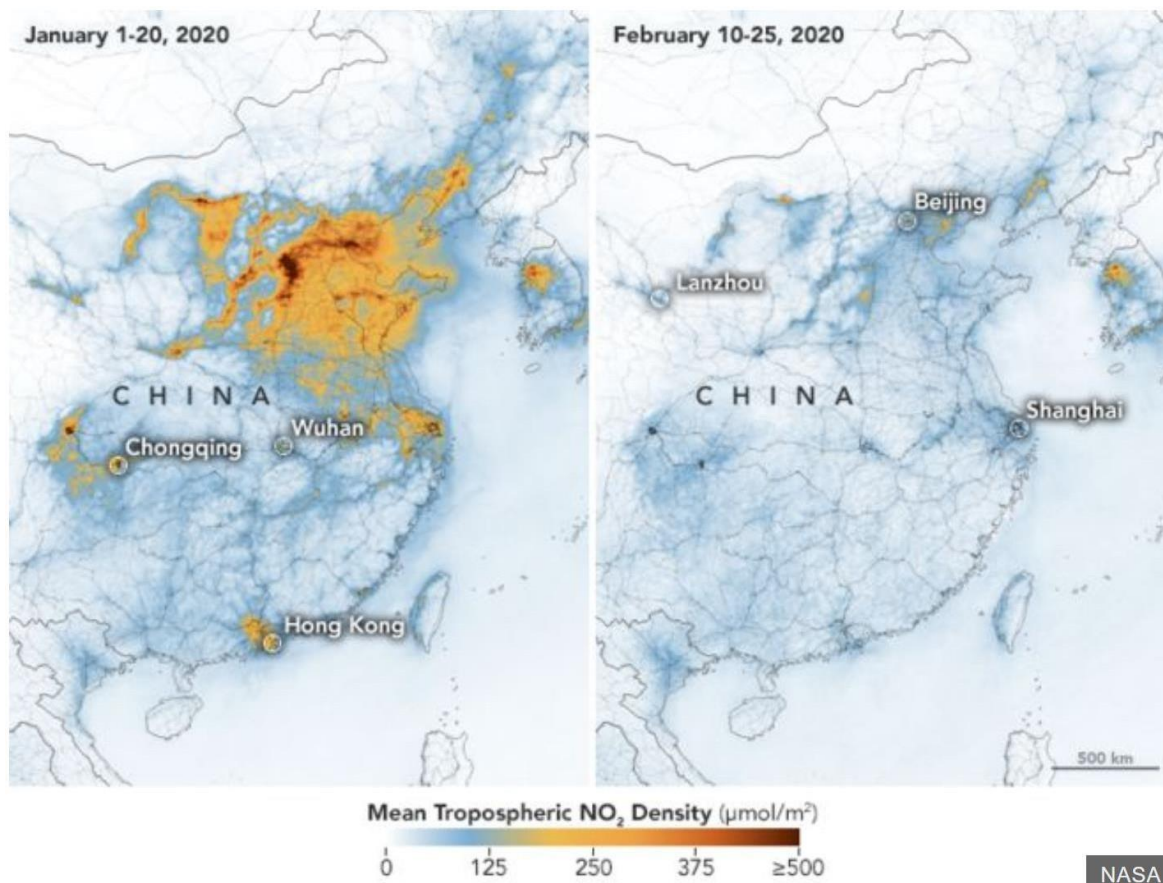 January 1-20, 2020
CHINA
Wuhan
Chongqing
Hong Kong
February 10-25, 2020
Beijing
Lanzhou
CHINA
Shanghai
500 km
Mean Tropospheric NO₂ Density (µmol/m²)
0 125 250 375 ≥500
NASA